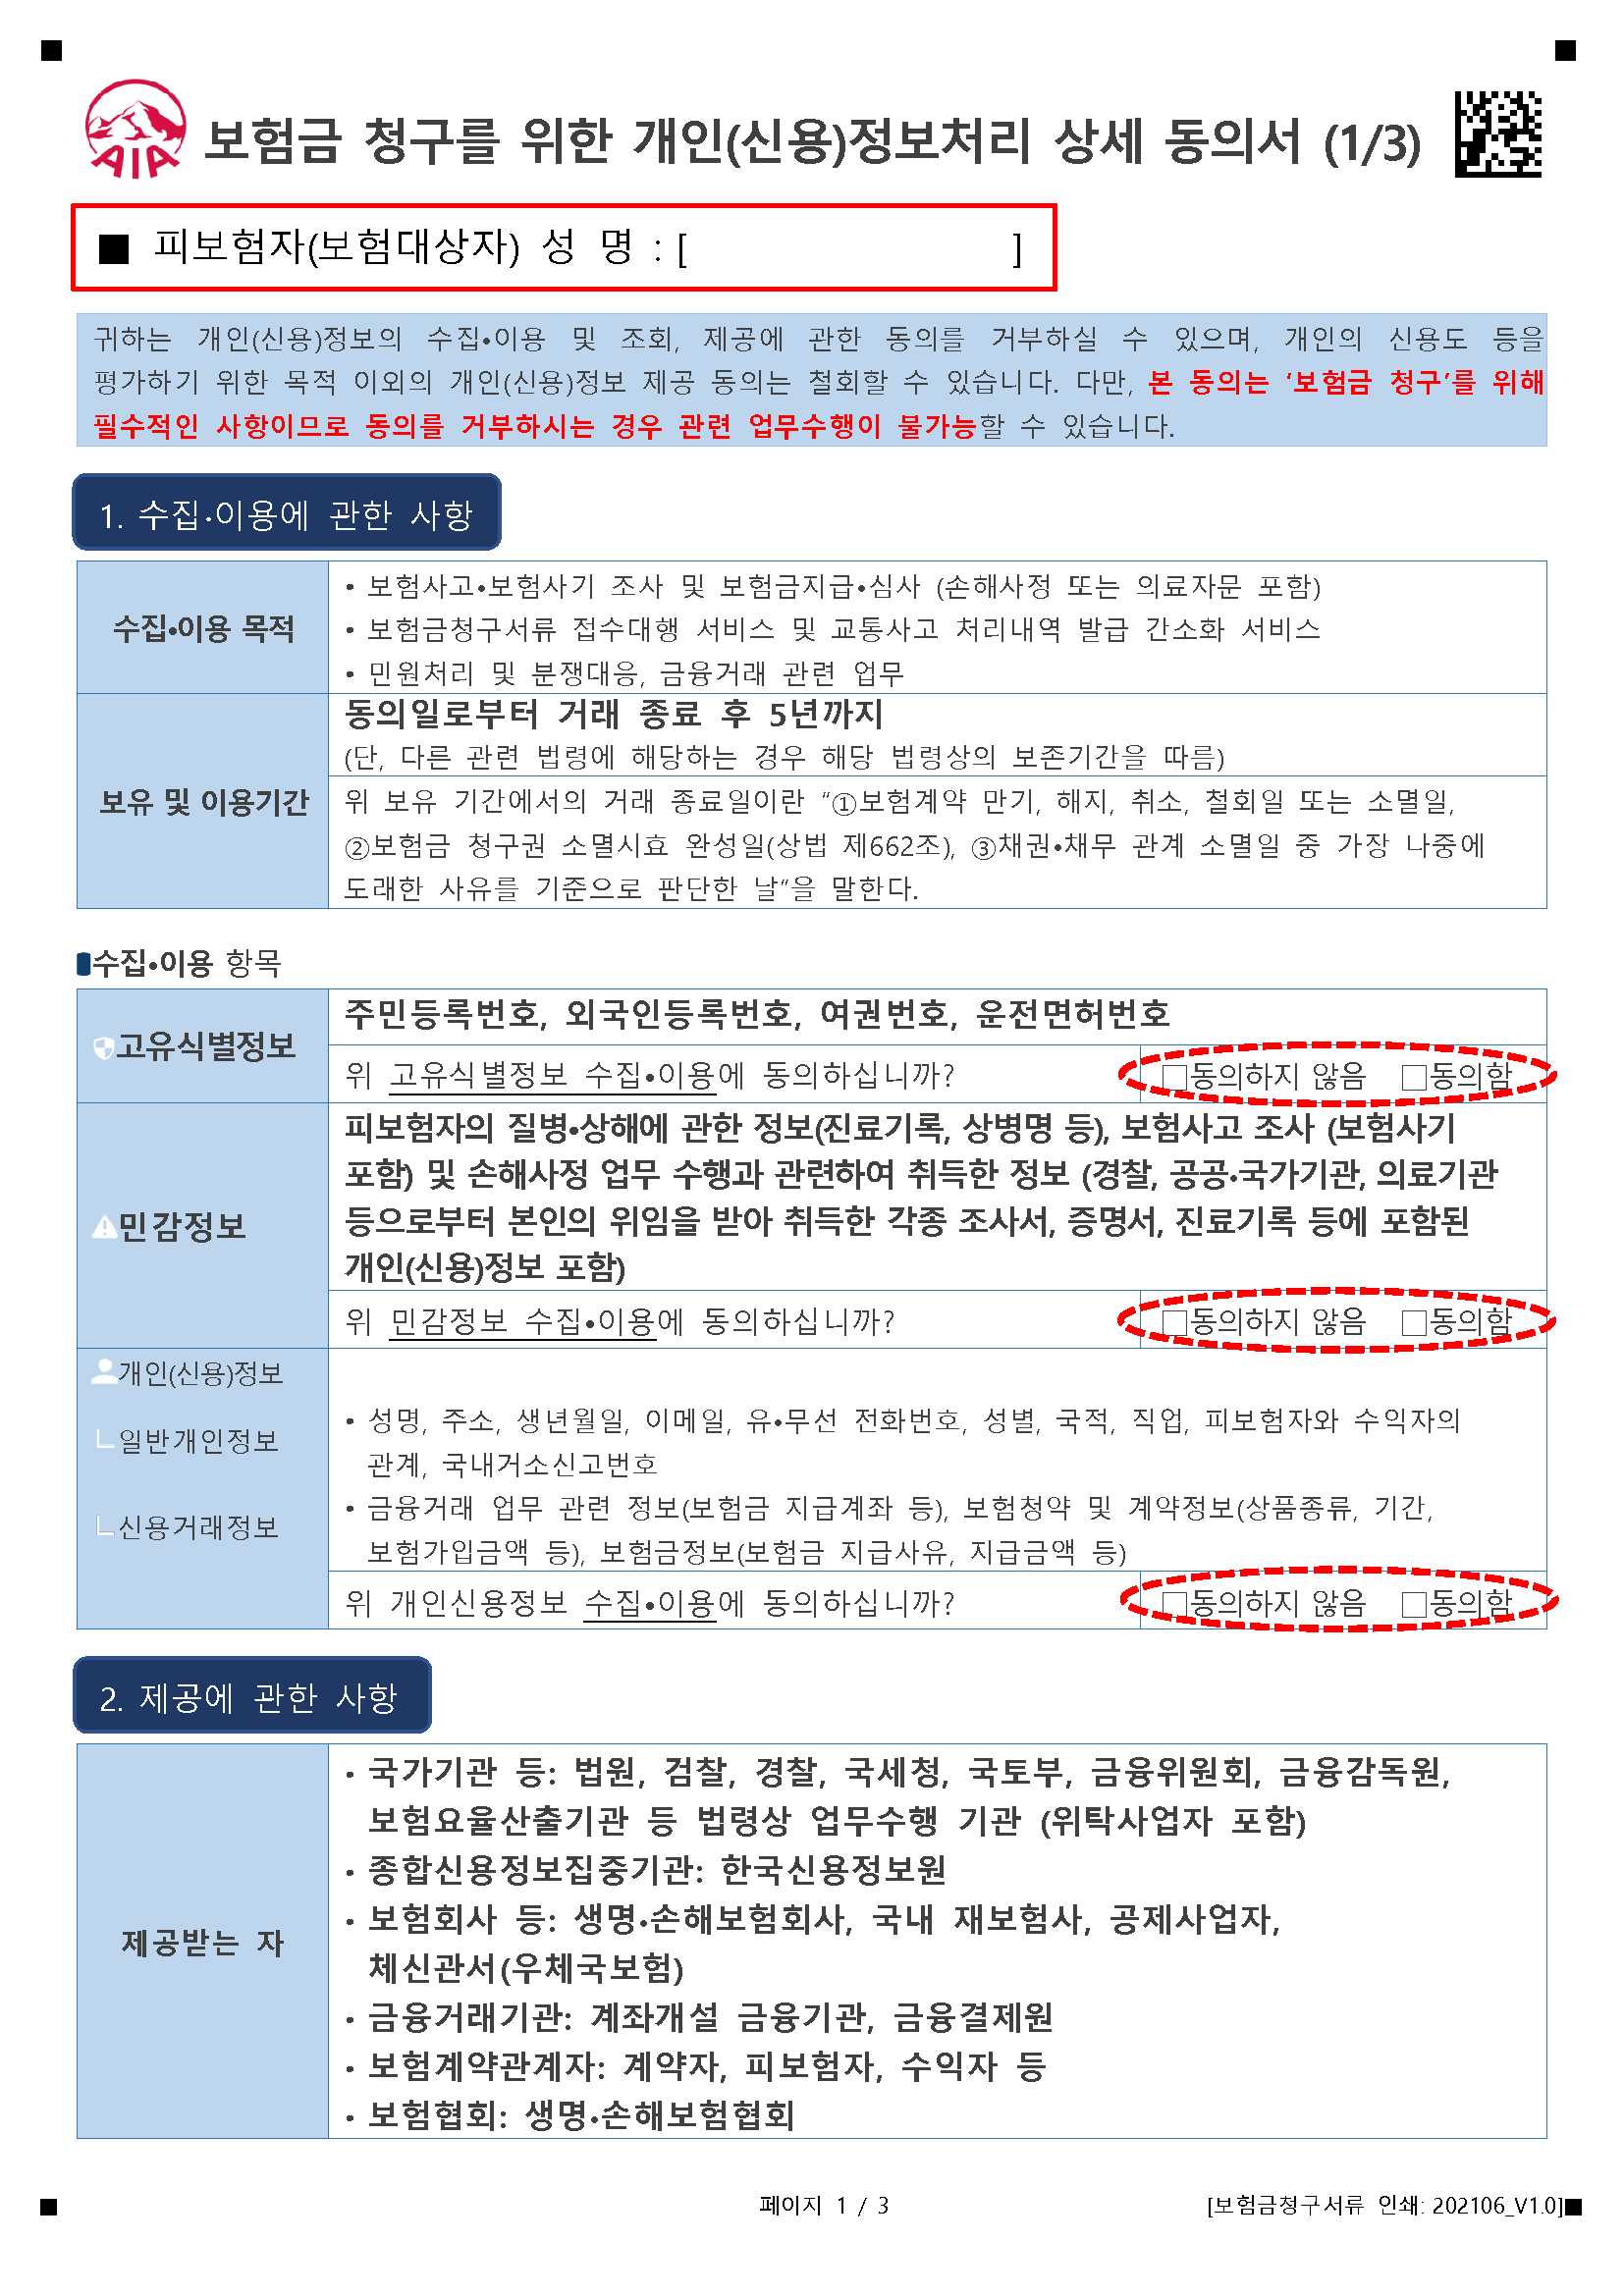 AIA
보험금 청구를 위한 개인(신용)정보처리 상세 동의서 (1/3)
■ 피보험자(보험대상자) 성 명 : [ ]
귀하는 개인(신용)정보의 수집•이용 및 조회, 제공에 관한 동의를 거부하실 수 있으며, 개인의 신용도 등을
평가하기 위한 목적 이외의 개인(신용)정보 제공 동의는 철회할 수 있습니다. 다만, 본 동의는 ‘보험금 청구’를 위해
필수적인 사항이므로 동의를 거부하시는 경우 관련 업무수행이 불가능할 수 있습니다.
1. 수집·이용에 관한 사항
수집•이용 목적
• 보험사고•보험사기 조사 및 보험금지급•심사 (손해사정 또는 의료자문 포함)
• 보험금청구서류 접수대행 서비스 및 교통사고 처리내역 발급 간소화 서비스
• 민원처리 및 분쟁대응, 금융거래 관련 업무
보유 및 이용기간
동의일로부터 거래 종료 후 5년까지
(단, 다른 관련 법령에 해당하는 경우 해당 법령상의 보존기간을 따름)
위 보유 기간에서의 거래 종료일이란 “①보험계약 만기, 해지, 취소, 철회일 또는 소멸일,
②보험금 청구권 소멸시효 완성일(상법 제662조), ③채권•채무 관계 소멸일 중 가장 나중에
도래한 사유를 기준으로 판단한 날”을 말한다.
수집•이용 항목
고유식별정보
주민등록번호, 외국인등록번호, 여권번호, 운전면허번호
위 고유식별정보 수집•이용에 동의하십니까? □동의하지 않음 □동의함
민감정보
피보험자의 질병•상해에 관한 정보(진료기록, 상병명 등), 보험사고 조사 (보험사기
포함) 및 손해사정 업무 수행과 관련하여 취득한 정보 (경찰, 공공•국가기관, 의료기관
등으로부터 본인의 위임을 받아 취득한 각종 조사서, 증명서, 진료기록 등에 포함된
개인(신용)정보 포함)
위 민감정보 수집•이용에 동의하십니까? □동의하지 않음 □동의함
개인(신용)정보
ㄴ일반개인정보
ㄴ신용거래정보
• 성명, 주소, 생년월일, 이메일, 유•무선 전화번호, 성별, 국적, 직업, 피보험자와 수익자의
관계, 국내거소신고번호
• 금융거래 업무 관련 정보(보험금 지급계좌 등), 보험청약 및 계약정보(상품종류, 기간,
보험가입금액 등), 보험금정보(보험금 지급사유, 지급금액 등)
위 개인신용정보 수집•이용에 동의하십니까? □동의하지 않음 □동의함
2. 제공에 관한 사항
제공받는 자
• 국가기관 등: 법원, 검찰, 경찰, 국세청, 국토부, 금융위원회, 금융감독원,
보험요율산출기관 등 법령상 업무수행 기관 (위탁사업자 포함)
• 종합신용정보집중기관: 한국신용정보원
• 보험회사 등: 생명•손해보험회사, 국내 재보험사, 공제사업자,
체신관서(우체국보험)
• 금융거래기관: 계좌개설 금융기관, 금융결제원
• 보험계약관계자: 계약자, 피보험자, 수익자 등
• 보험협회: 생명•손해보험협회
페이지 1 / 3
[보험금청구서류 인쇄: 202106_V1.0]